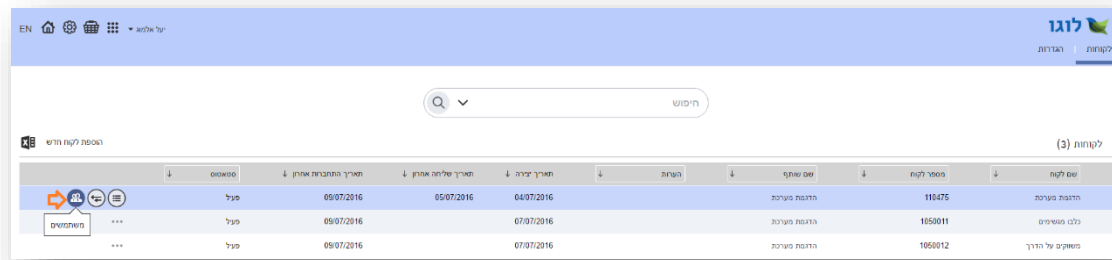 לוגו
יעל אלמוג
EN
לקוחות | הגדרות
חיפוש
לקוחות (3)
הוספת לקוח חדש
שם לקוח מספר לקוח שם שותף הערות תאריך יצירה תאריך שליחה אחרון תאריך התחברות אחרון סטאטוס
הדגמת מערכת 110475 הדגמת מערכת 04/07/2016 05/07/2016 09/07/2016 פעיל
כלבו מגשימים 1050011 הדגמת מערכת 07/07/2016 09/07/2016 פעיל
משווקים על הדרך 1050012 הדגמת מערכת 07/07/2016 09/07/2016 פעיל
משתמשים